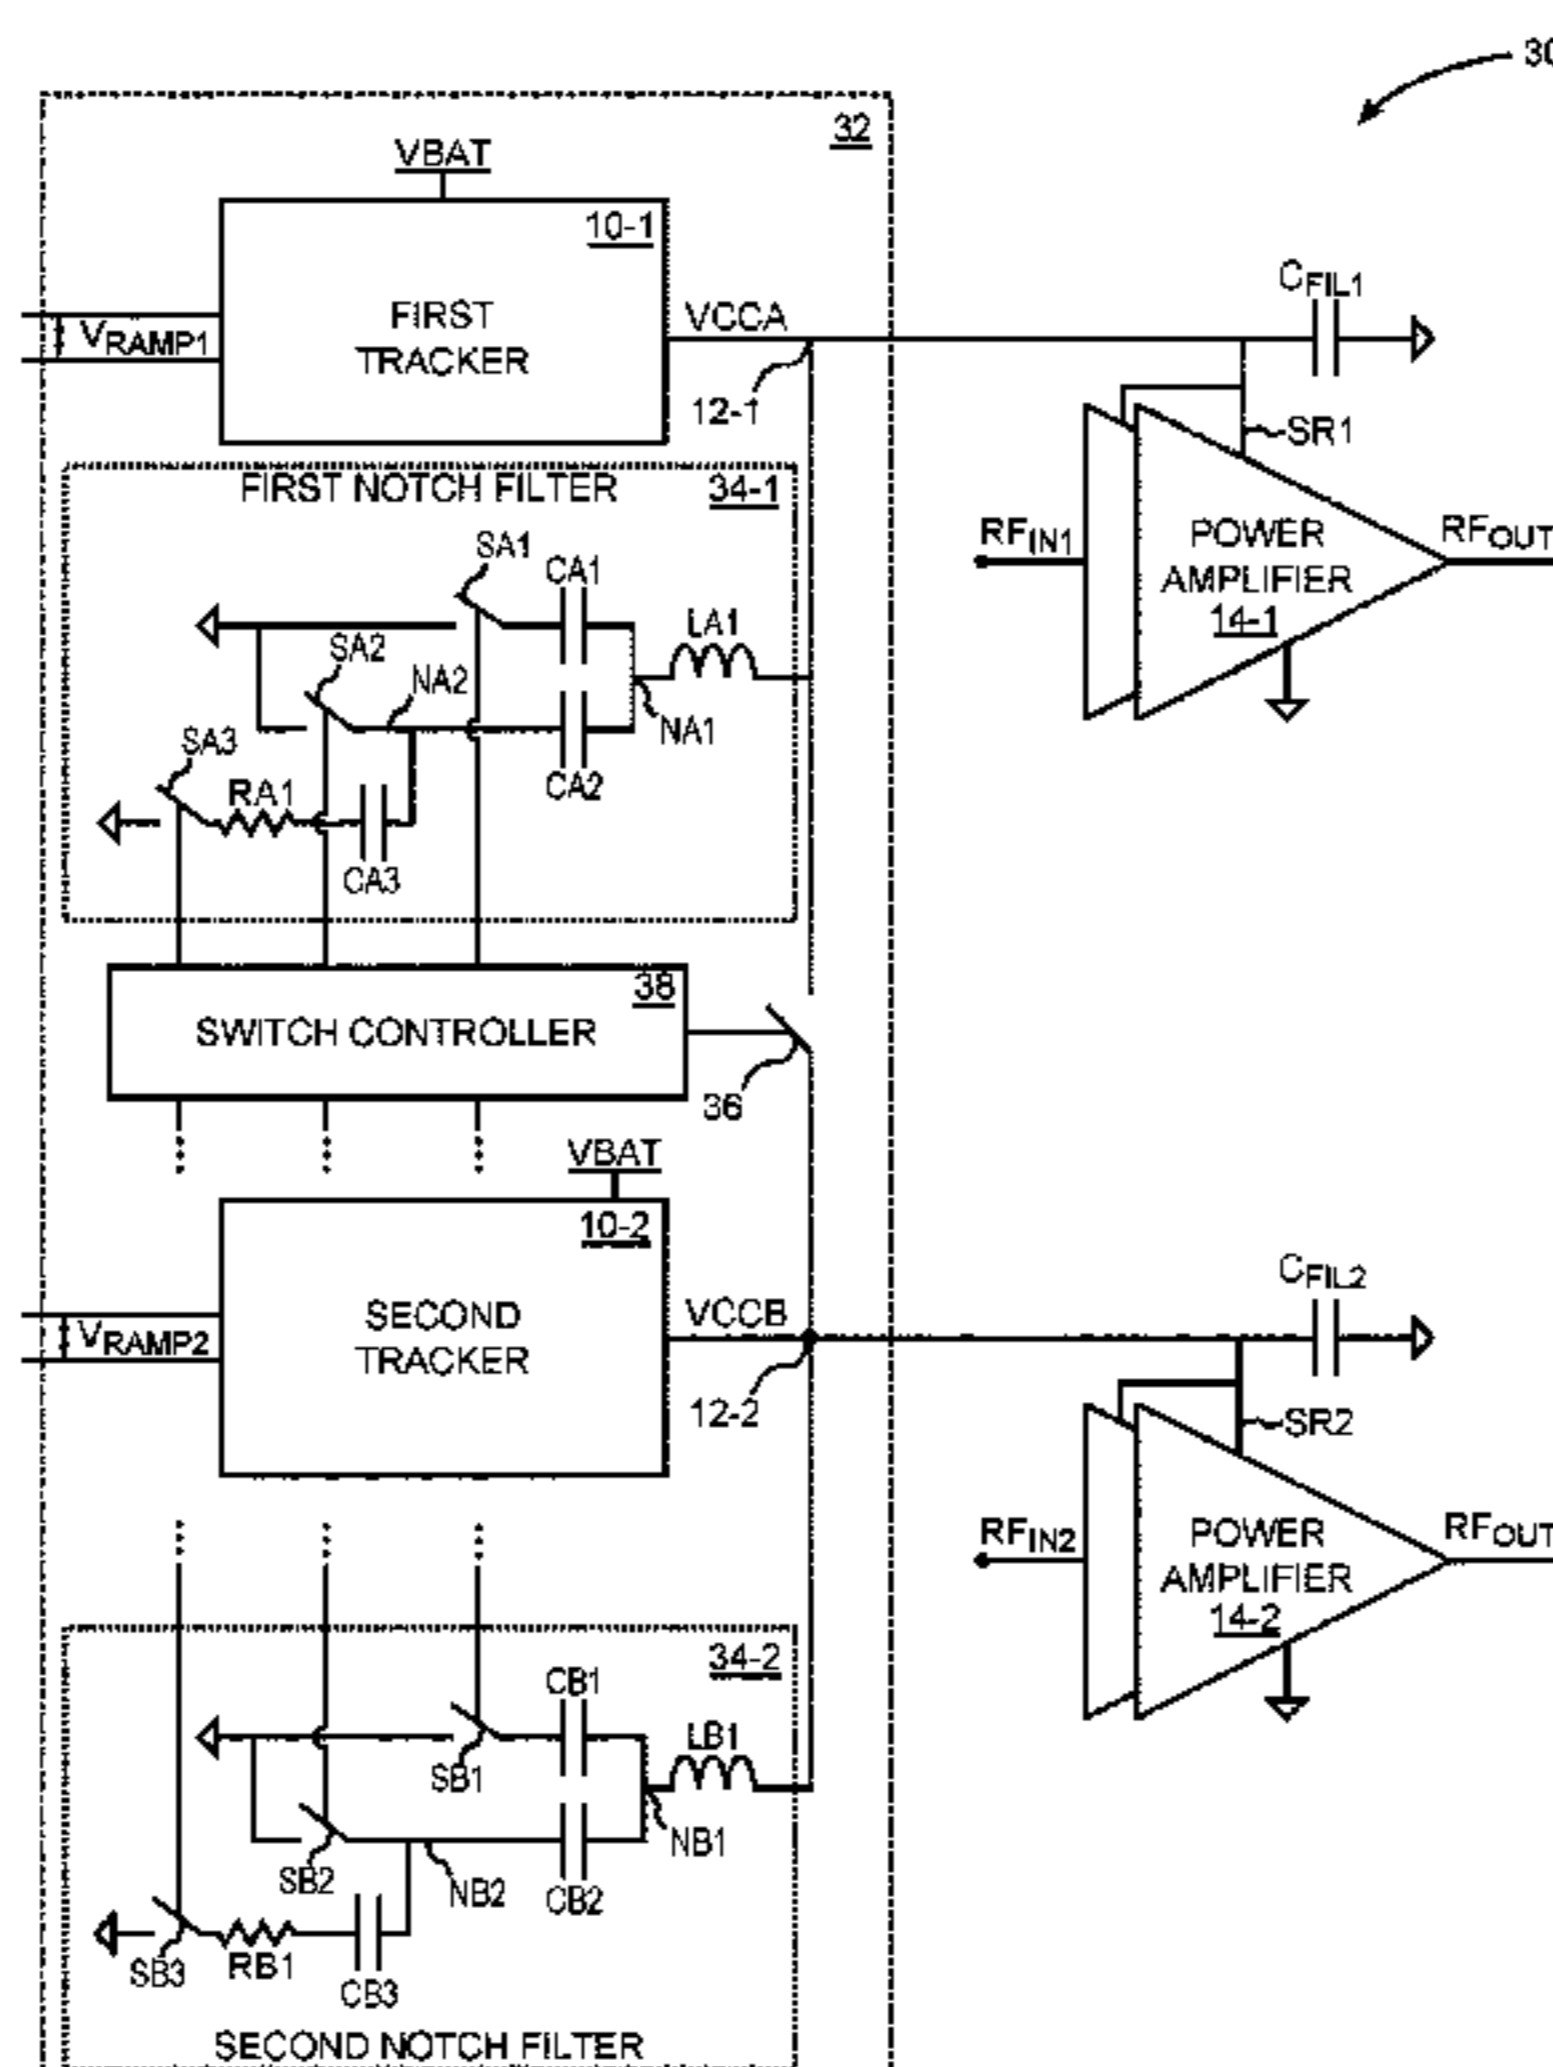 30
32
VBAT
10-1
FIRST
TRACKER
VRAMP1
VCCA
12-1
CFIL1
SR1
RFIN1
POWER
AMPLIFIER
14-1
RFOUT
FIRST NOTCH FILTER
34-1
SA1
CA1
LA1
SA2
NA2
NA1
SA3
RA1
CA2
CA3
38
SWITCH CONTROLLER
36
VBAT
10-2
SECOND
TRACKER
VRAMP2
VCCB
12-2
CFIL2
SR2
RFIN2
POWER
AMPLIFIER
14-2
RFOUT
34-2
CB1
LB1
SB1
NB1
SB2
NB2
CB2
SB3
RB1
CB3
SECOND NOTCH FILTER